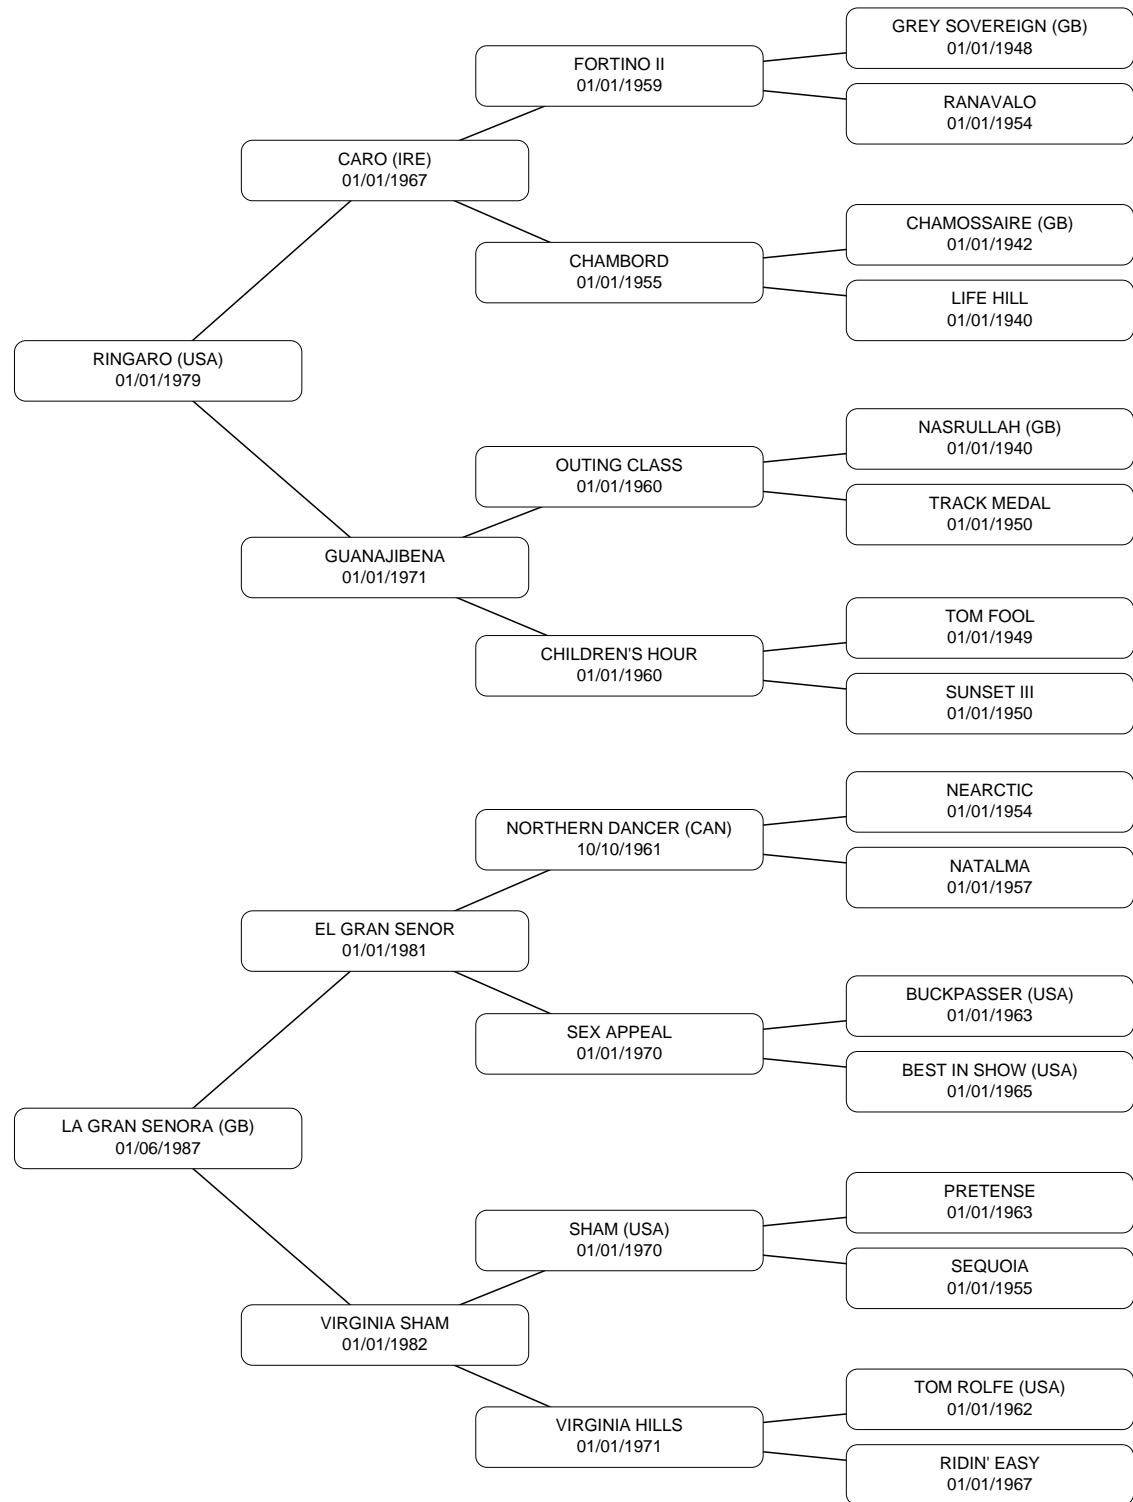 GREY SOVEREIGN (GB)
01/01/1948
FORTINO II
01/01/1959
RANAVALO
01/01/1954
CARO (IRE)
01/01/1967
CHAMOSSAIRE (GB)
01/01/1942
CHAMBORD
01/01/1955
LIFE HILL
01/01/1940
RINGARO (USA)
01/01/1979
NASRULLAH (GB)
01/01/1940
OUTING CLASS
01/01/1960
TRACK MEDAL
01/01/1950
GUANAJIBENA
01/01/1971
TOM FOOL
01/01/1949
CHILDREN'S HOUR
01/01/1960
SUNSET III
01/01/1950
NEARCTIC
01/01/1954
NORTHERN DANCER (CAN)
10/10/1961
NATALMA
01/01/1957
EL GRAN SENOR
01/01/1981
BUCKPASSER (USA)
01/01/1963
SEX APPEAL
01/01/1970
BEST IN SHOW (USA)
01/01/1965
LA GRAN SENORA (GB)
01/06/1987
PRETENSE
01/01/1963
SHAM (USA)
01/01/1970
SEQUOIA
01/01/1955
VIRGINIA SHAM
01/01/1982
TOM ROLFE (USA)
01/01/1962
VIRGINIA HILLS
01/01/1971
RIDIN' EASY
01/01/1967